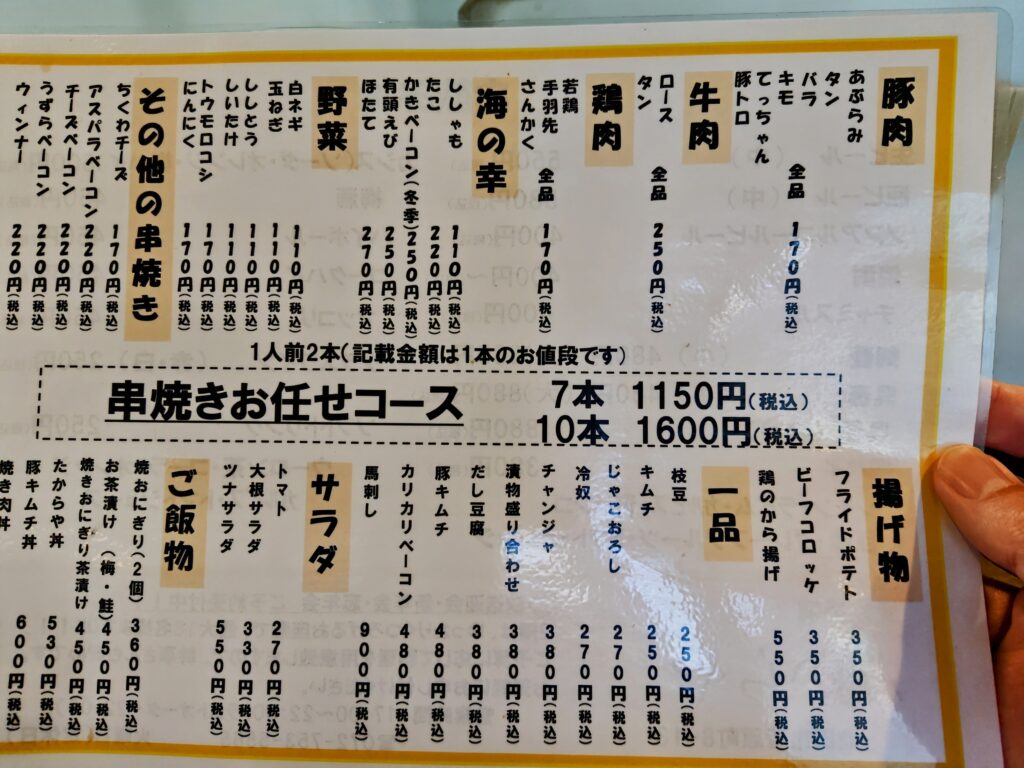 豚肉
あぶらみ
タン
バラ
キモ
てっちゃん
豚トロ
全品 170円(税込)
牛肉
ロース
タン
全品 250円(税込)
鶏肉
若鶏
手羽先
さんかく
全品 170円(税込)
海の幸
ししゃも 110円(税込)
たこ 220円(税込)
かきベーコン(冬季)250円(税込)
有頭えび 250円(税込)
ほたて 270円(税込)
野菜
白ネギ 110円(税込)
玉ねぎ 110円(税込)
ししとう 110円(税込)
しいたけ 110円(税込)
トウモロコシ 170円(税込)
にんにく 170円(税込)
その他の串焼き
ちくわチーズ 170円(税込)
アスパラベーコン 220円(税込)
チーズベーコン 220円(税込)
うずらベーコン 220円(税込)
ウィンナー 220円(税込)
1人前2本(記載金額は1本のお値段です)
串焼きお任せコース
7本 1150円(税込)
10本 1600円(税込)
揚げ物
フライドポテト 350円(税込)
ビーフコロッケ 350円(税込)
鶏のから揚げ 550円(税込)
一品
枝豆 250円(税込)
キムチ 250円(税込)
じゃこおろし 270円(税込)
冷奴 270円(税込)
チャンジャ 380円(税込)
漬物盛り合わせ 380円(税込)
だし豆腐 380円(税込)
豚キムチ 480円(税込)
カリカリベーコン 480円(税込)
馬刺し 900円(税込)
サラダ
トマト 270円(税込)
大根サラダ 330円(税込)
ツナサラダ 550円(税込)
ご飯物
焼おにぎり(2個) 360円(税込)
お茶漬け(梅・鮭)450円(税込)
焼きおにぎり茶漬け 450円(税込)
たからや丼 530円(税込)
豚キムチ丼 600円(税込)
焼き肉丼